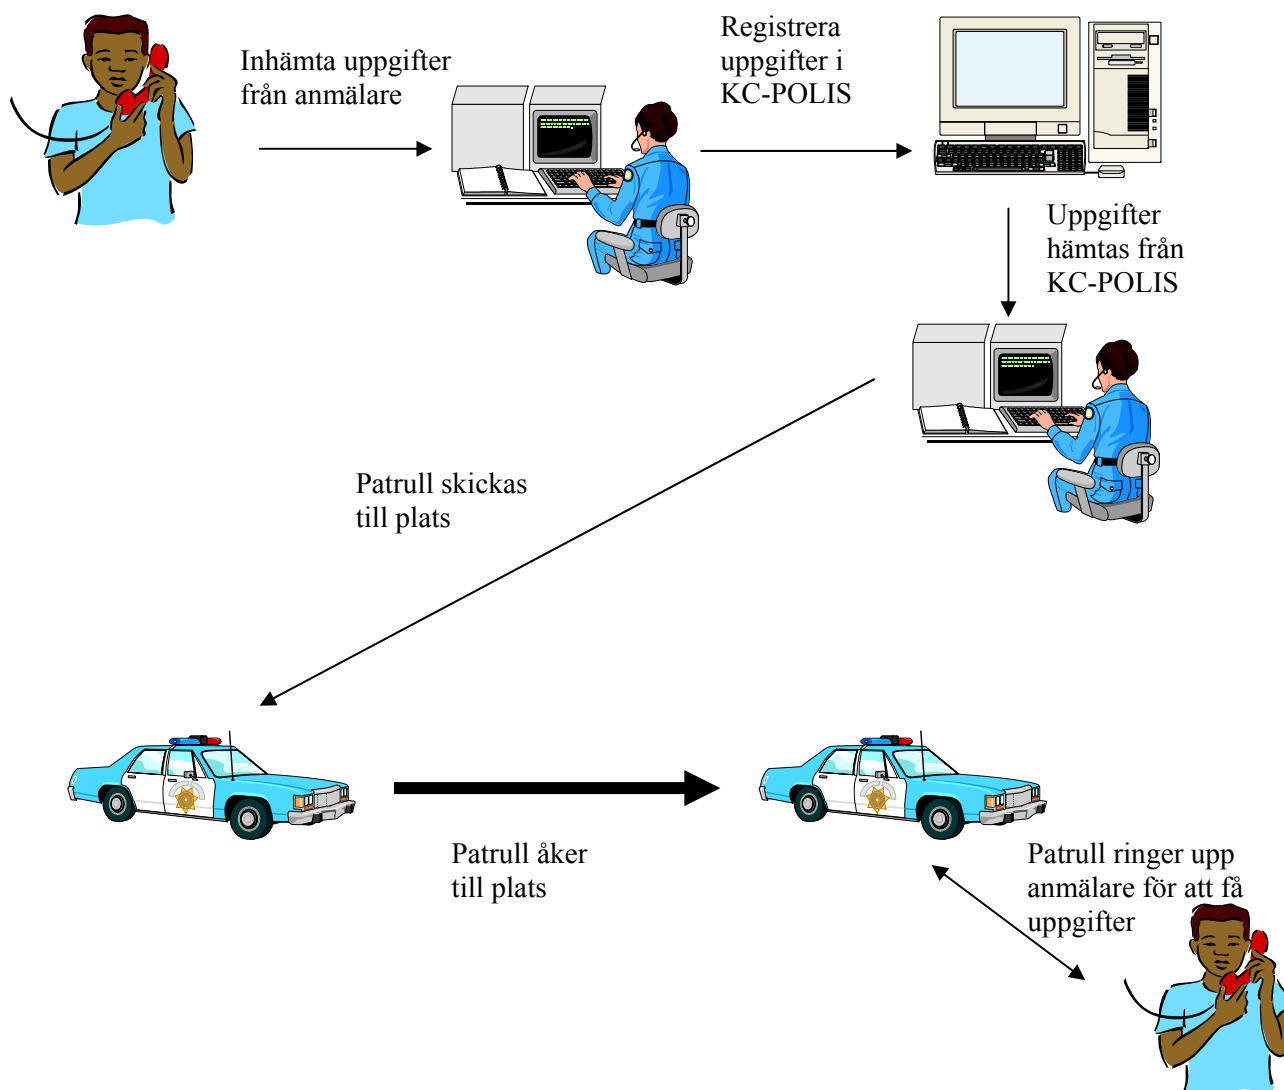 Inhämta uppgifter
från anmälare
Registrera
uppgifter i
KC-POLIS
Uppgifter
hämtas från
KC-POLIS
Patrull skickas
till plats
Patrull åker
till plats
Patrull ringer upp
anmälare för att få
uppgifter